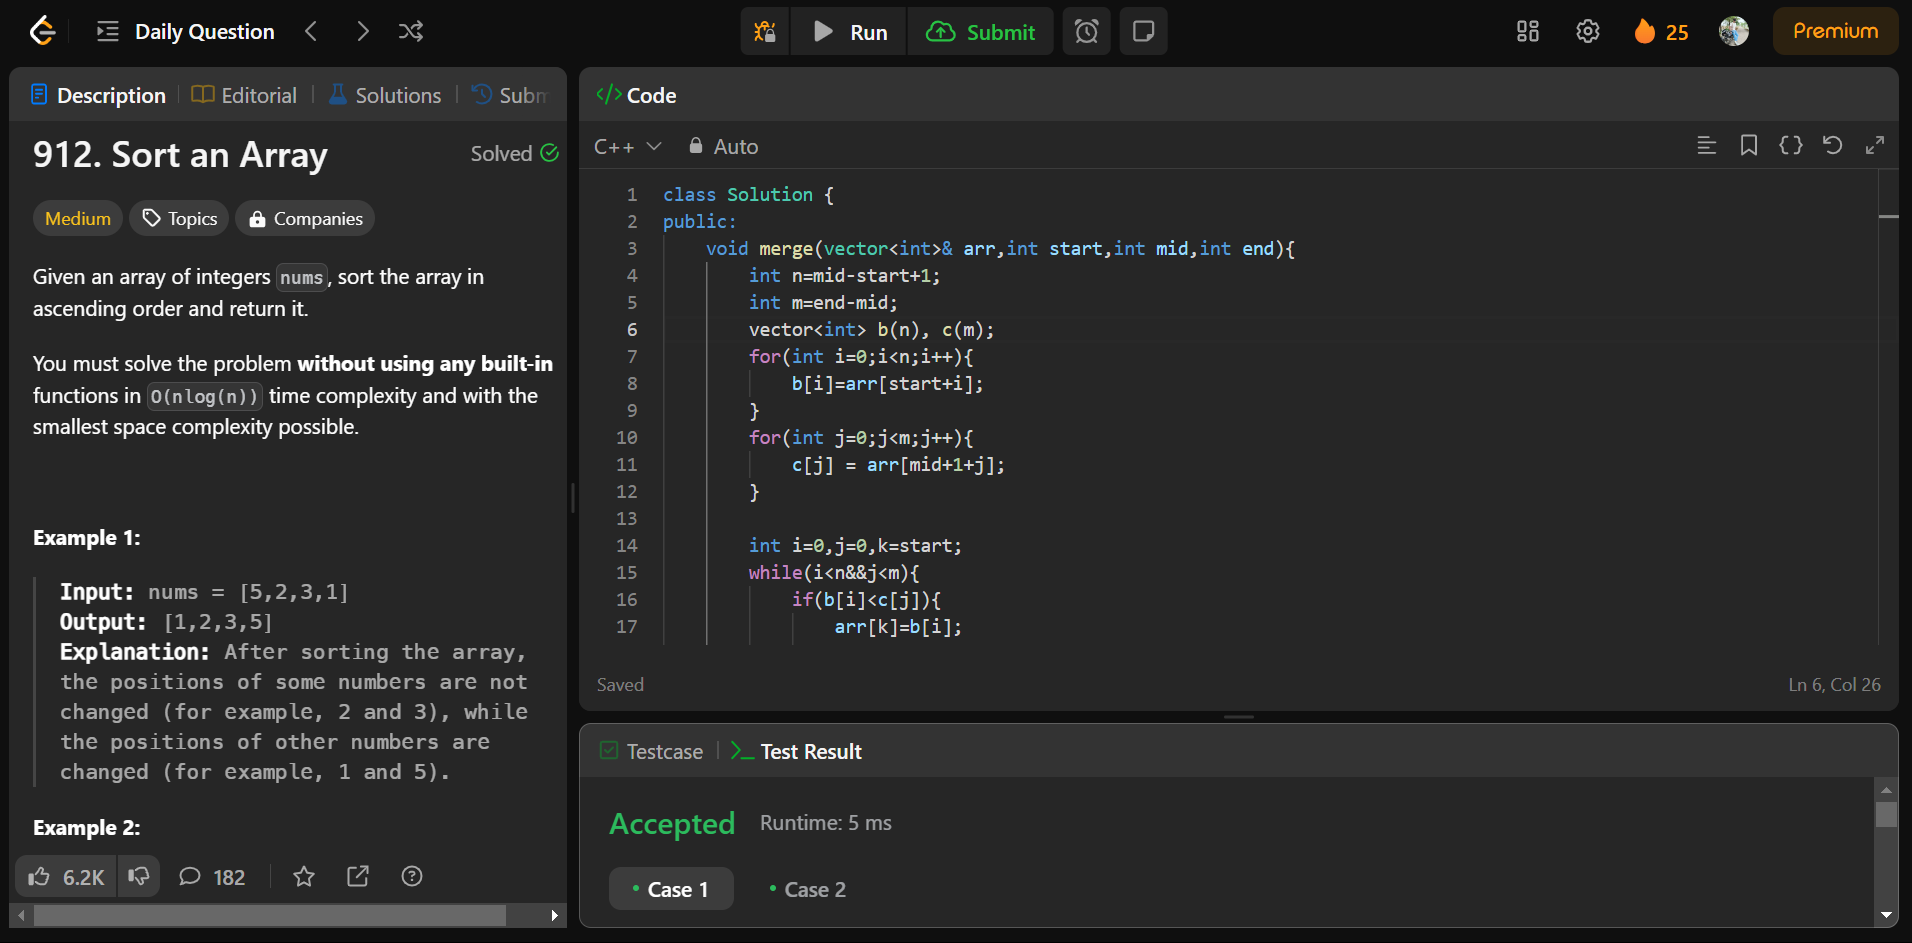 Daily Question
Run
Submit
25
Premium
Description
Editorial
Solutions
Subm
912. Sort an Array
Solved
Medium
Topics
Companies
Given an array of integers nums, sort the array in
ascending order and return it.
You must solve the problem without using any built-in
functions in O(nlog(n)) time complexity and with the
smallest space complexity possible.
Example 1:
Input: nums = [5,2,3,1]
Output: [1,2,3,5]
Explanation: After sorting the array,
the positions of some numbers are not
changed (for example, 2 and 3), while
the positions of other numbers are
changed (for example, 1 and 5).
Example 2:
6.2K
182
</> Code
C++
Auto
1 class Solution {
2 public:
3 void merge(vector<int>& arr,int start,int mid,int end){
4 int n=mid-start+1;
5 int m=end-mid;
6 vector<int> b(n), c(m);
7 for(int i=0;i<n;i++){
8 b[i]=arr[start+i];
9 }
10 for(int j=0;j<m;j++){
11 c[j] = arr[mid+1+j];
12 }
13
14 int i=0,j=0,k=start;
15 while(i<n&&j<m){
16 if(b[i]<c[j]){
17 arr[k]=b[i];
Saved
Ln 6, Col 26
Testcase
Test Result
Accepted
Runtime: 5 ms
Case 1
Case 2